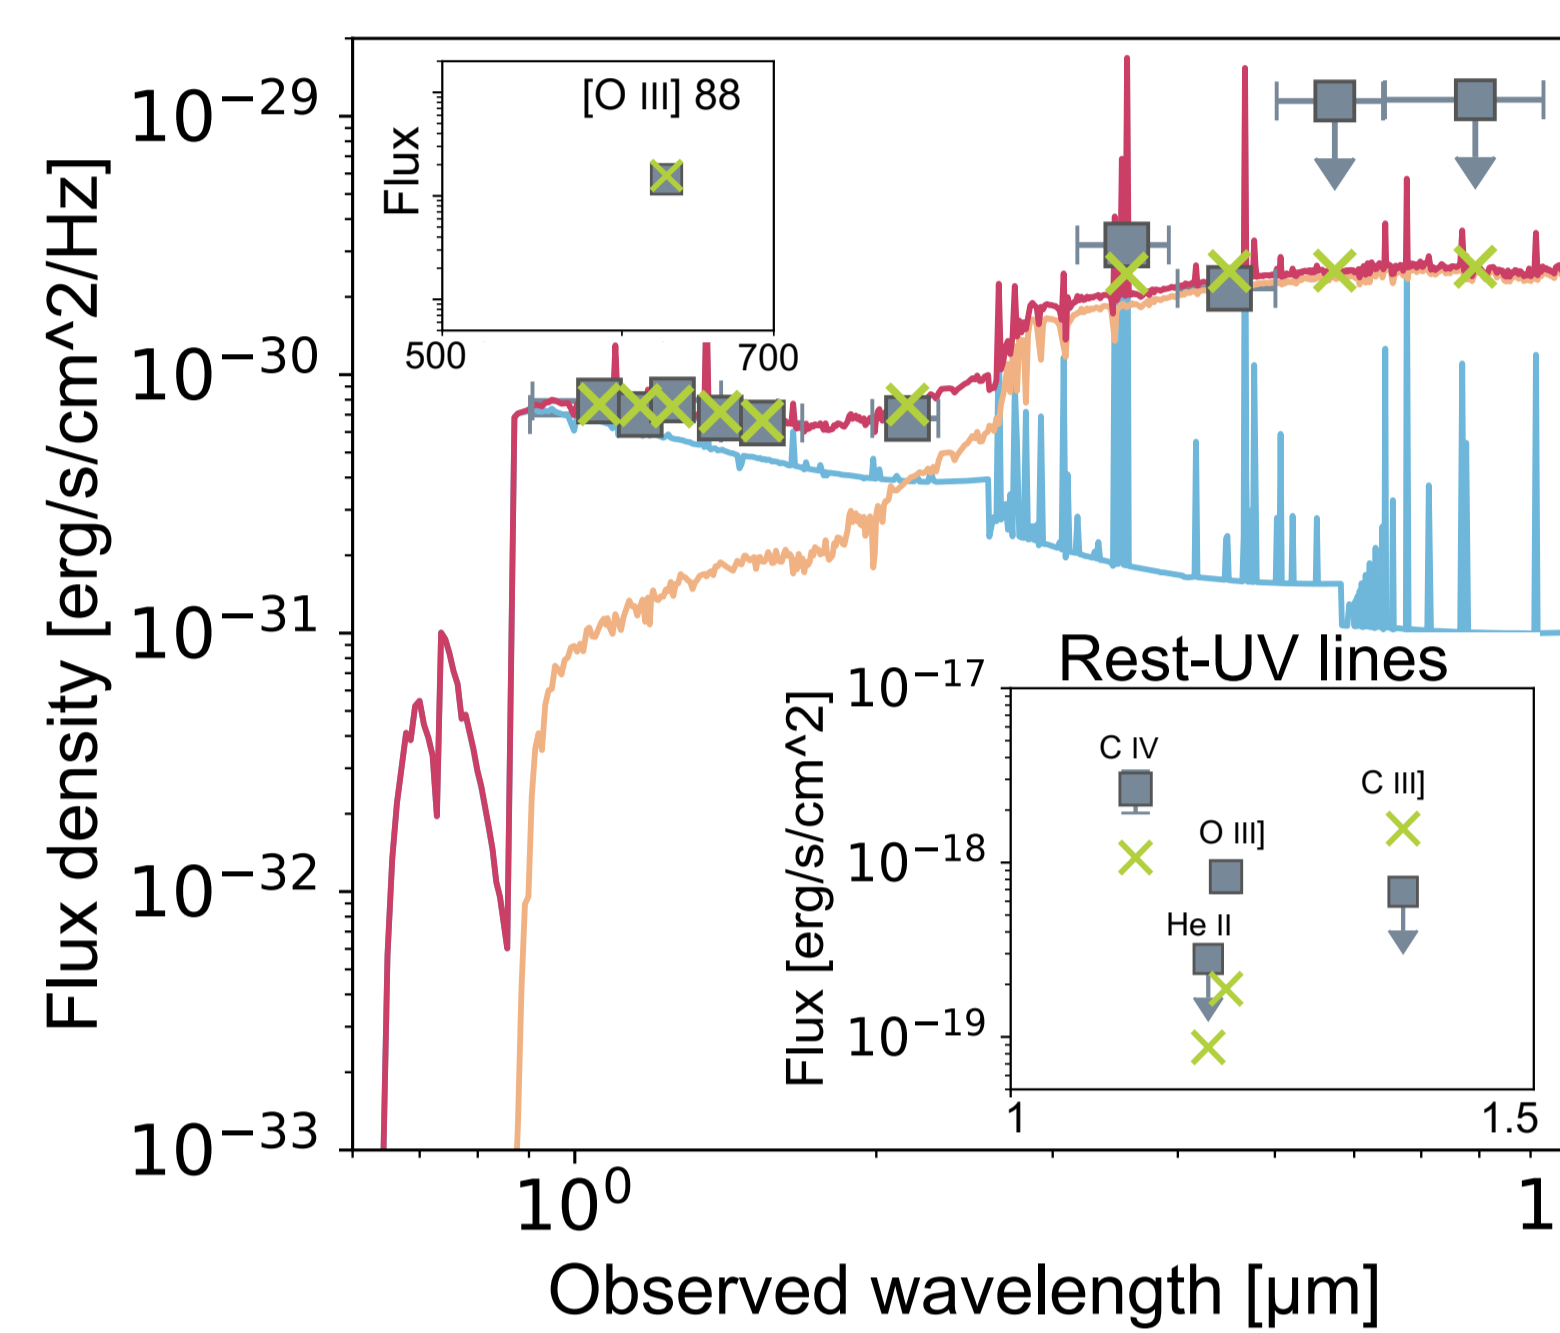 Flux density [erg/s/cm^2/Hz]
10−29
10−30
10−31
10−32
10−33
[O III] 88
Flux
500
700
Rest-UV lines
Flux [erg/s/cm^2]
10−17
10−18
10−19
C IV
C III]
O III]
He II
1
1.5
100
1
Observed wavelength [μm]